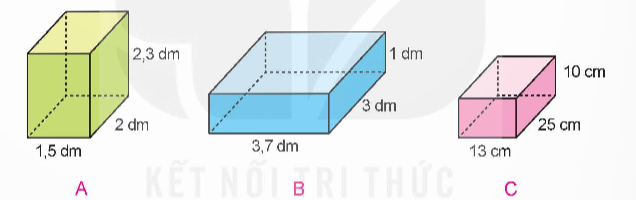 2,3 dm
2 dm
1,5 dm
A
1 dm
3 dm
3,7 dm
B
10 cm
25 cm
13 cm
C
KẾT NỐI TRI THỨC